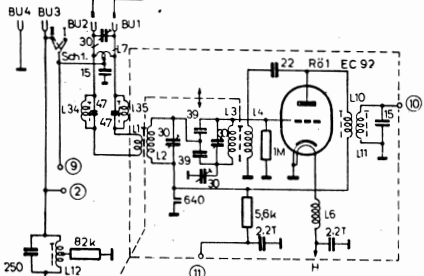 BU4 BU3
BU2 BU1
30
L7
Sch1.
15
L34
47
47
L35
9
2
250
82k
L12
L1
L2
30
39
39
30
30
L3
L4
22
Rö1 EC 92
1M
640
5,6k
2.2T
L6
2.2T
H
11
L10
L11
15
10